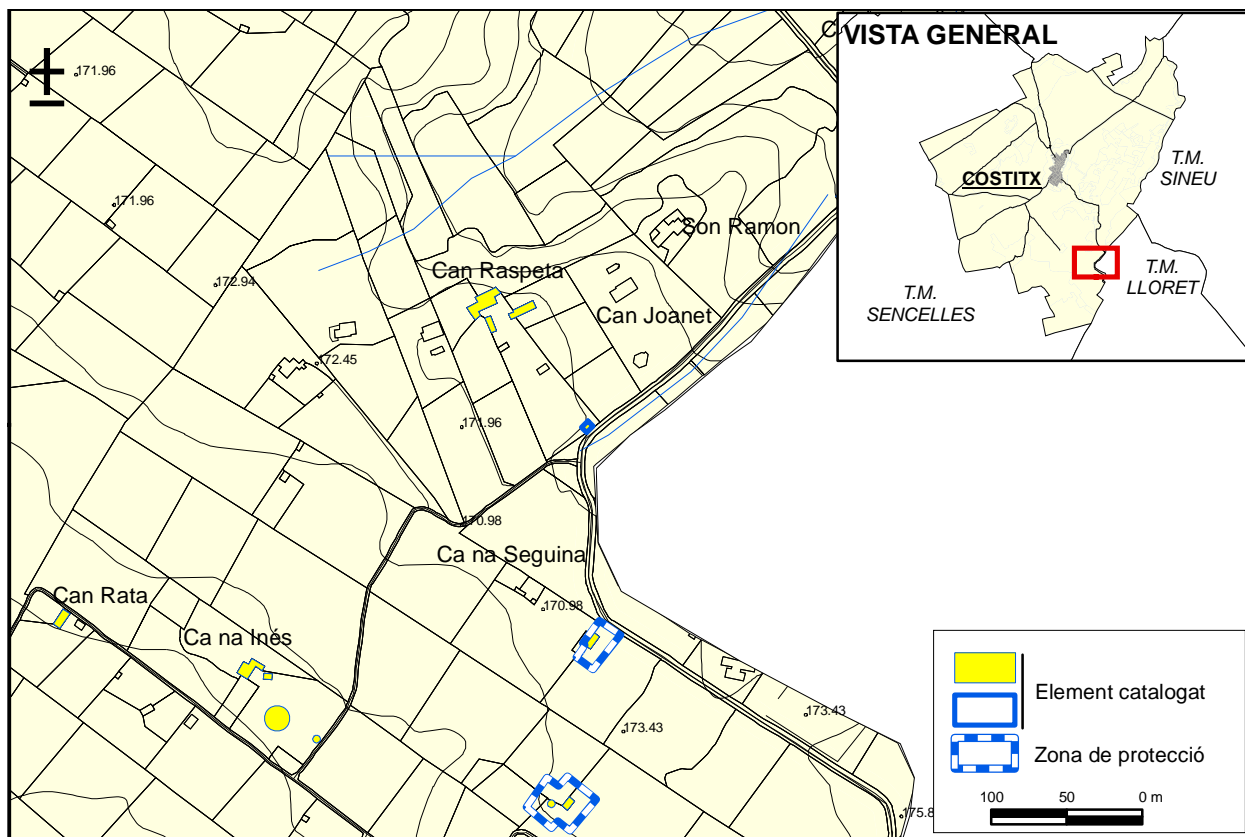 C
VISTA GENERAL
COSTITX
T.M.
SINEU
T.M.
LLORET
T.M.
SENCELLES
171.96
171.96
172.94
Son Ramon
Can Raspeta
Can Joanet
172.45
171.96
170.98
Ca na Seguina
170.98
Can Rata
Ca na Inés
173.43
173.43
175.8
Element catalogat
Zona de protecció
100 50 0 m